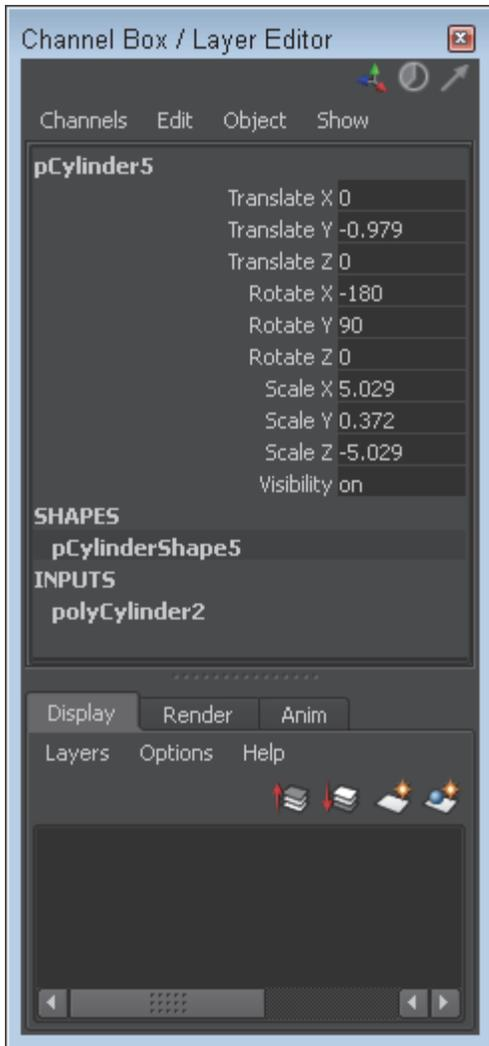 Channel Box / Layer Editor
Channels Edit Object Show
pCylinder5
Translate X 0
Translate Y -0.979
Translate Z 0
Rotate X -180
Rotate Y 90
Rotate Z 0
Scale X 5.029
Scale Y 0.372
Scale Z -5.029
Visibility on
SHAPES
pCylinderShape5
INPUTS
polyCylinder2
Display Render Anim
Layers Options Help